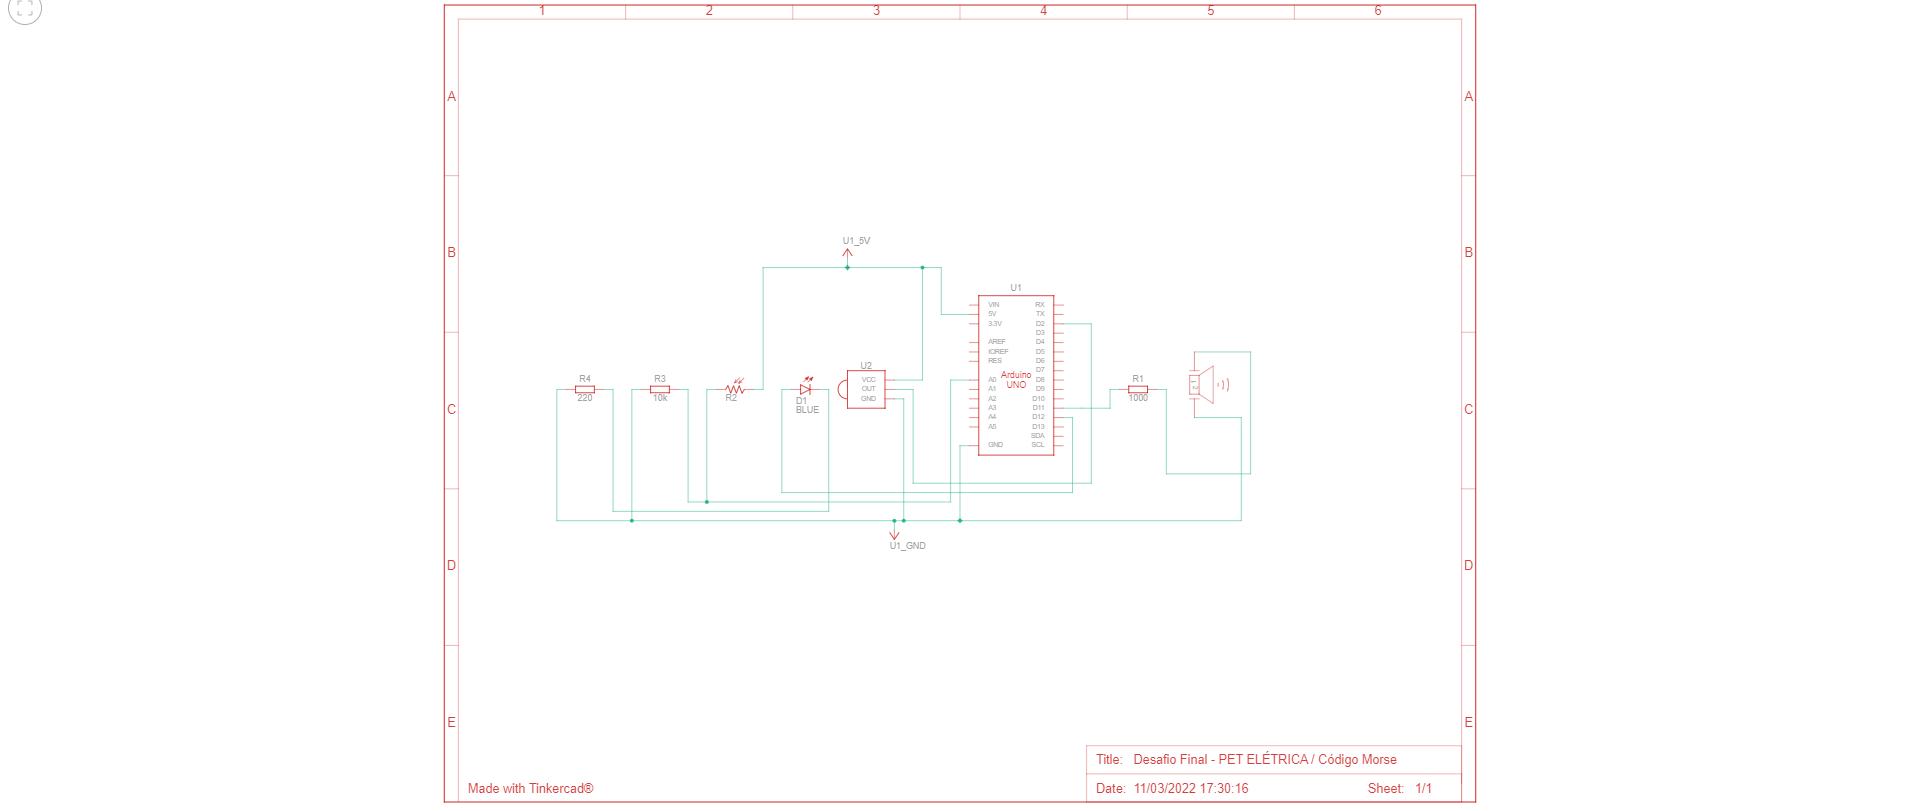 1 2 3 4 5 6
A A
B B
C C
D D
E E
U1_5V
U1
VIN RX
5V TX
3.3V D2
D3
AREF D4
IOREF D5
RES D6
D7
A0 D8
A1 D9
A2 D10
A3 D11
A4 D12
A5 D13
SDA
GND SCL
Arduino
UNO
R4
220
R3
10k
R2
D1
BLUE
U2
VCC
OUT
GND
R1
1000
1 2
U1_GND
Title: Desafio Final - PET ELÉTRICA / Código Morse
Made with Tinkercad®
Date: 11/03/2022 17:30:16 Sheet: 1/1